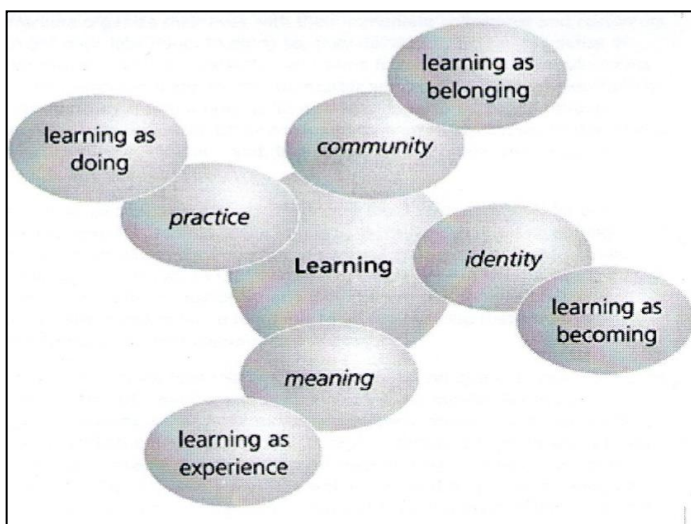 learning as
belonging
community
learning as
doing
practice
Learning
identity
learning as
becoming
meaning
learning as
experience